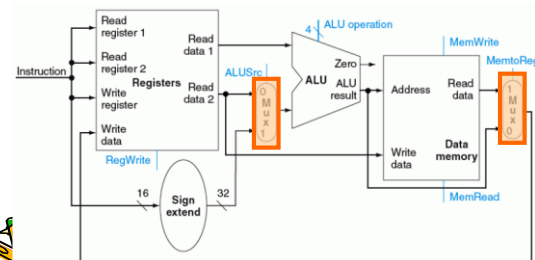 Instruction
Read
register 1
Read
register 2
Write
register
Write
data
Registers
Read
data 1
Read
data 2
RegWrite
16
Sign
extend
32
ALUSrc
0
M
u
x
1
4
ALU operation
ALU
Zero
ALU
result
MemWrite
Address
Read
data
Write
data
Data
memory
MemRead
MemtoReg
1
M
u
x
0